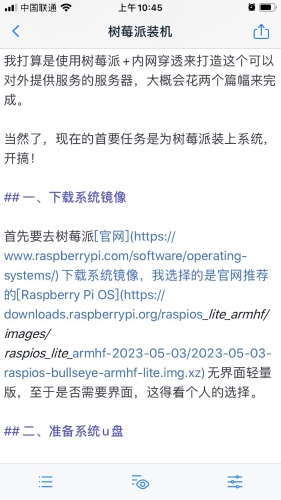 中国联通
上午10:45
树莓派装机
我打算是使用树莓派+内网穿透来打造这个可以
对外提供服务的服务器，大概会花两个篇幅来完
成。
当然了，现在的首要任务是为树莓派装上系统，
开搞！
## 一、下载系统镜像
首先要去树莓派[官网](https://
www.raspberrypi.com/software/operating-
systems/)下载系统镜像，我选择的是官网推荐
的[Raspberry Pi OS](https://
downloads.raspberrypi.org/raspios_lite_armhf/
images/
raspios_lite_armhf-2023-05-03/2023-05-03-
raspios-bullseye-armhf-lite.img.xz)无界面轻量
版，至于是否需要界面，这得看个人的选择。
## 二、准备系统u盘